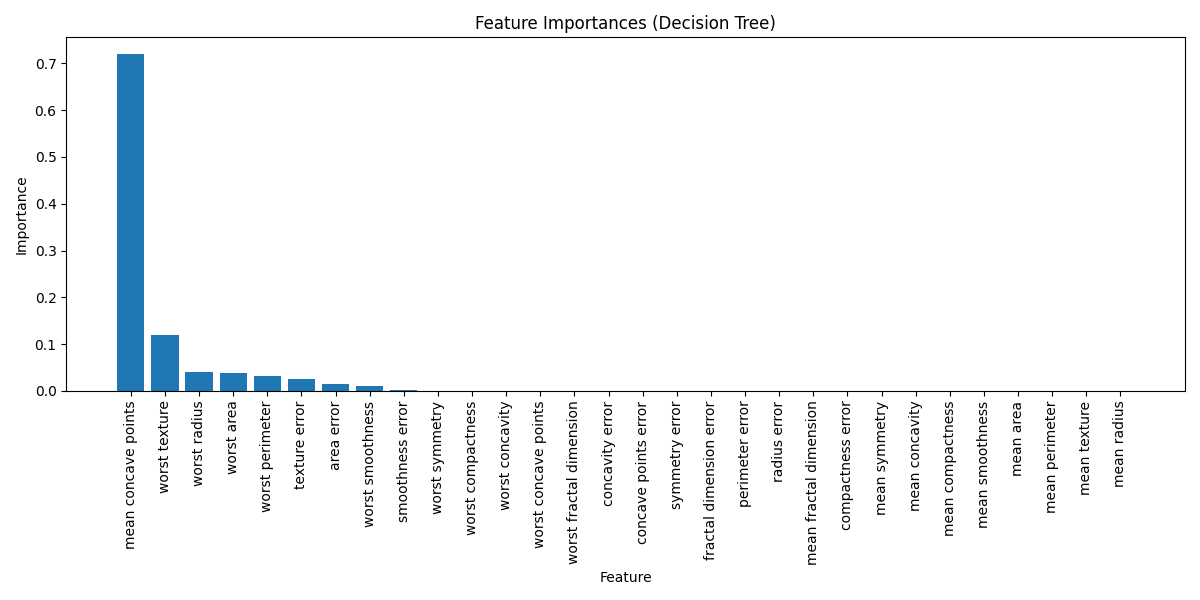 Feature Importances (Decision Tree)
Importance
0.7
0.6
0.5
0.4
0.3
0.2
0.1
0.0
mean concave points
worst texture
worst radius
worst area
worst perimeter
texture error
area error
worst smoothness
smoothness error
worst symmetry
worst compactness
worst concavity
worst concave points
worst fractal dimension
concavity error
concave points error
symmetry error
fractal dimension error
perimeter error
radius error
mean fractal dimension
compactness error
mean symmetry
mean concavity
mean compactness
mean smoothness
mean area
mean perimeter
mean texture
mean radius
Feature